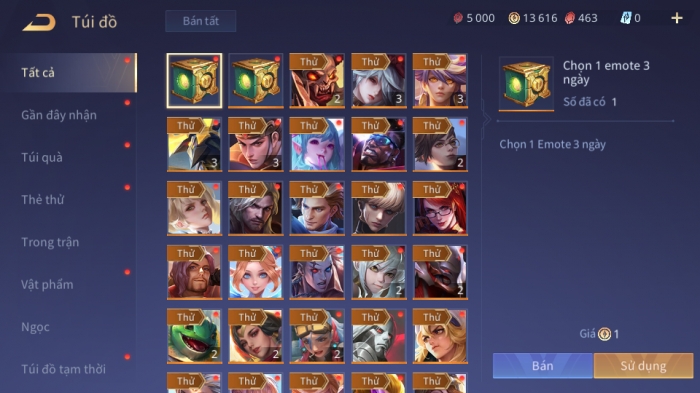 Túi đồ
Bán tất
5 000
13 616
463
0
Tất cả
Gần đây nhận
Túi quà
Thẻ thử
Trong trận
Vật phẩm
Ngọc
Túi đồ tạm thời
Thử
2
Thử
3
Thử
3
Thử
3
Thử
3
Thử
Thử
Thử
2
Thử
Thử
Thử
Thử
Thử
Thử
Thử
Thử
Thử
2
Thử
2
Thử
2
Thử
2
Thử
2
Thử
2
Thử
Thử
Thử
Thử
Thử
Thử
Chọn 1 emote 3
ngày
Số đã có 1
Chọn 1 Emote 3 ngày
Giá 1
Bán
Sử dụng